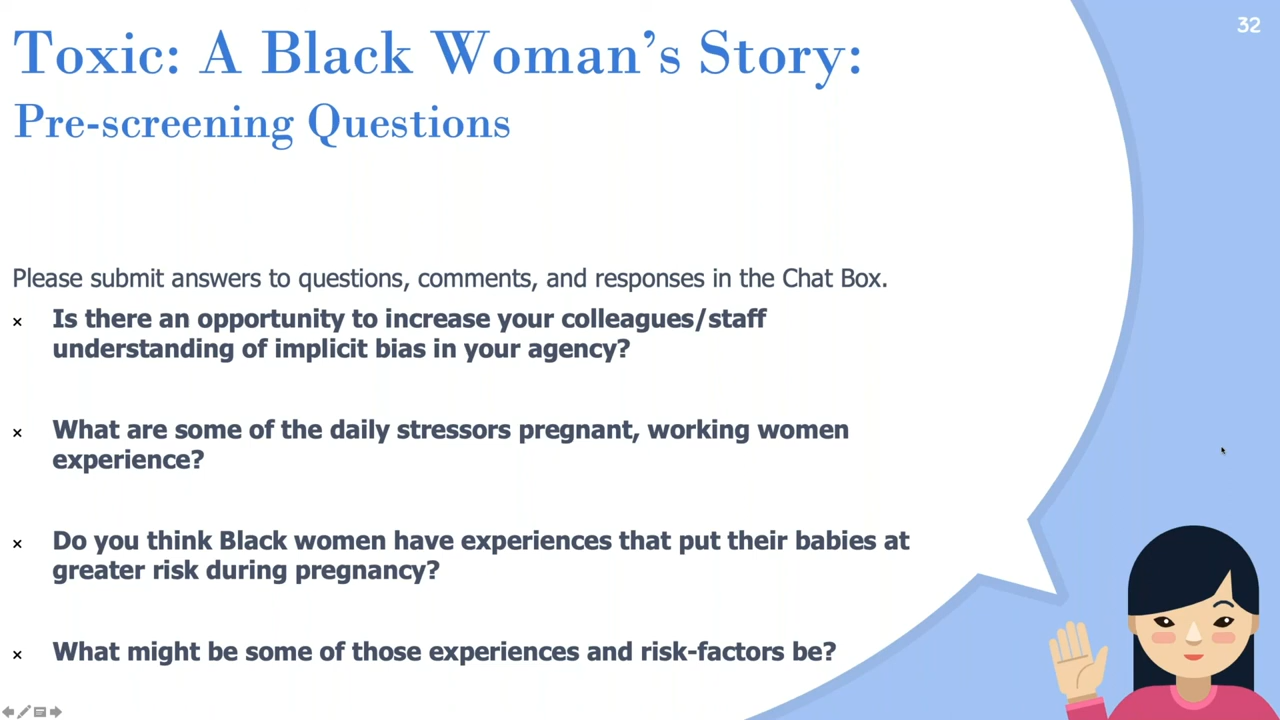 32
Toxic: A Black Woman’s Story:
Pre-screening Questions
Please submit answers to questions, comments, and responses in the Chat Box.
× Is there an opportunity to increase your colleagues/staff
understanding of implicit bias in your agency?
× What are some of the daily stressors pregnant, working women
experience?
× Do you think Black women have experiences that put their babies at
greater risk during pregnancy?
× What might be some of those experiences and risk-factors be?